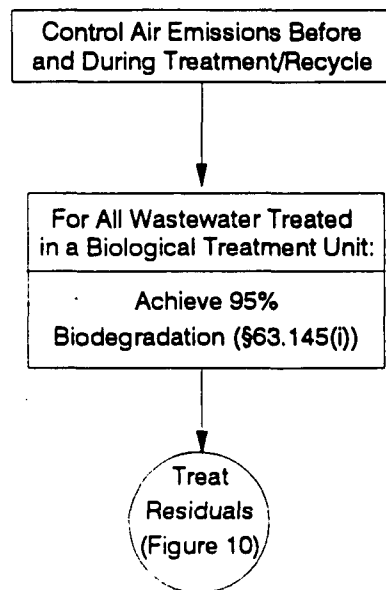 Control Air Emissions Before
and During Treatment/Recycle
For All Wastewater Treated
in a Biological Treatment Unit:
Achieve 95%
Biodegradation (§63.145(i))
Treat
Residuals
(Figure 10)